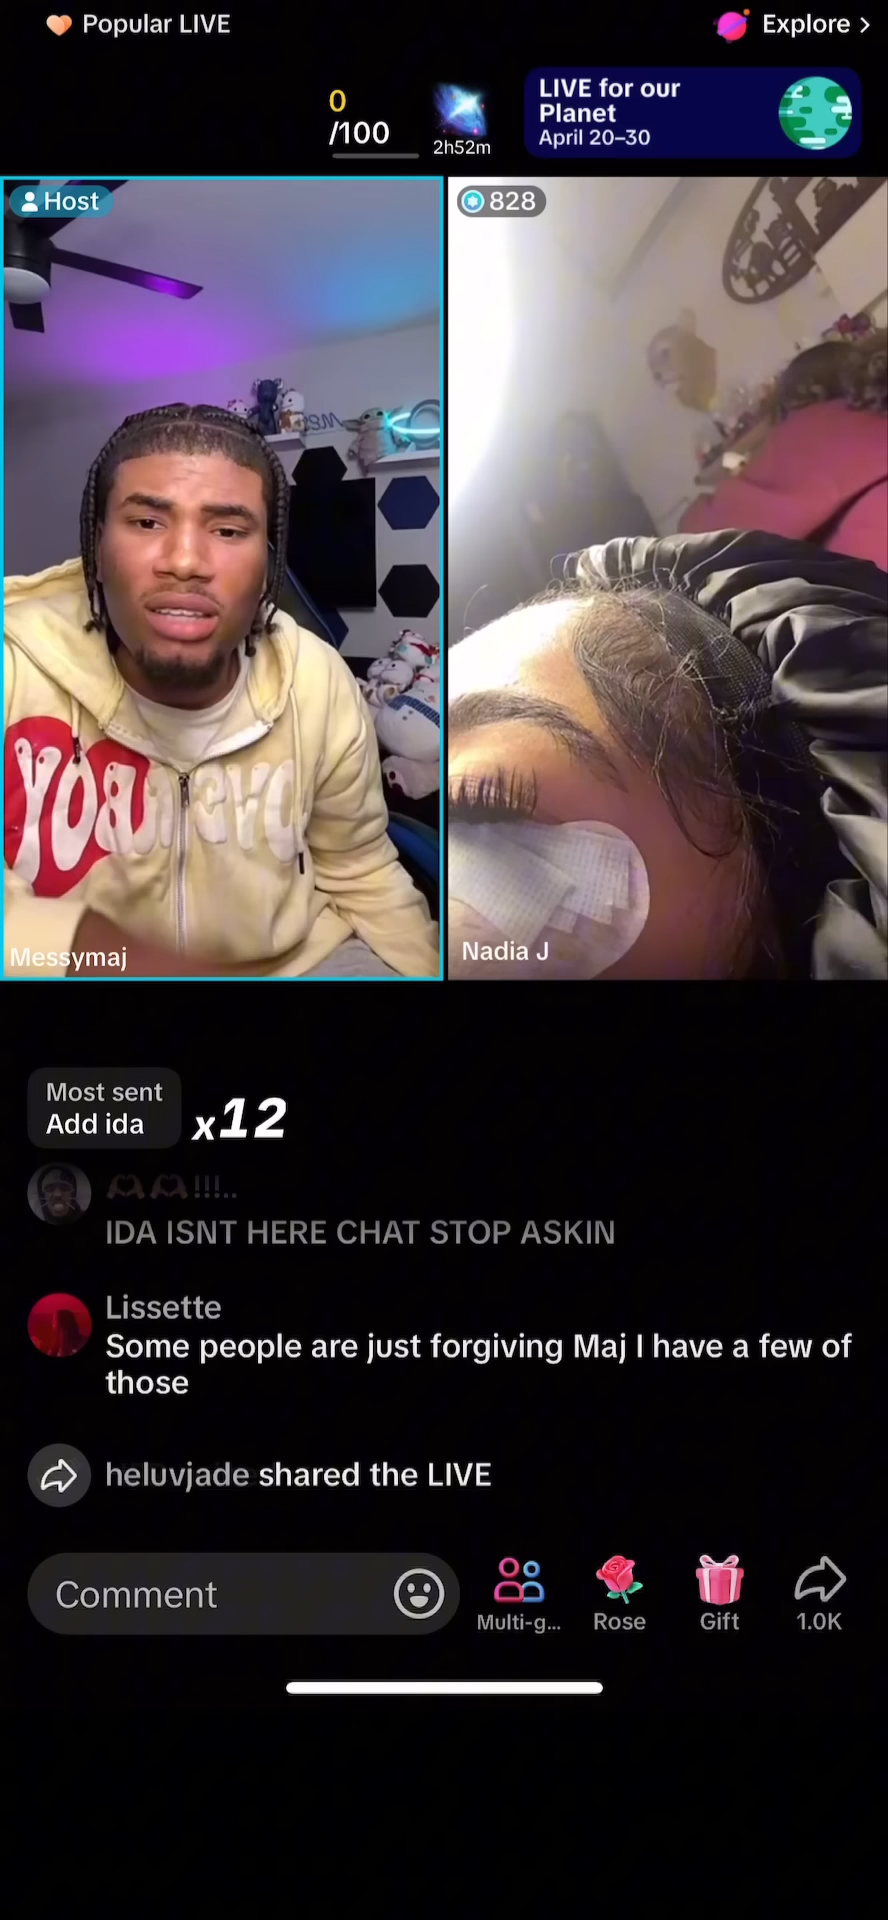 Popular LIVE
Explore >
0
/100
2h52m
LIVE for our
Planet
April 20–30
Host
828
YOU
Messymaj
Nadia J
Most sent
Add ida
x12
!!!..
IDA ISNT HERE CHAT STOP ASKIN
Lissette
Some people are just forgiving Maj I have a few of
those
heluvjade shared the LIVE
Comment
Multi-g...
Rose
Gift
1.0K